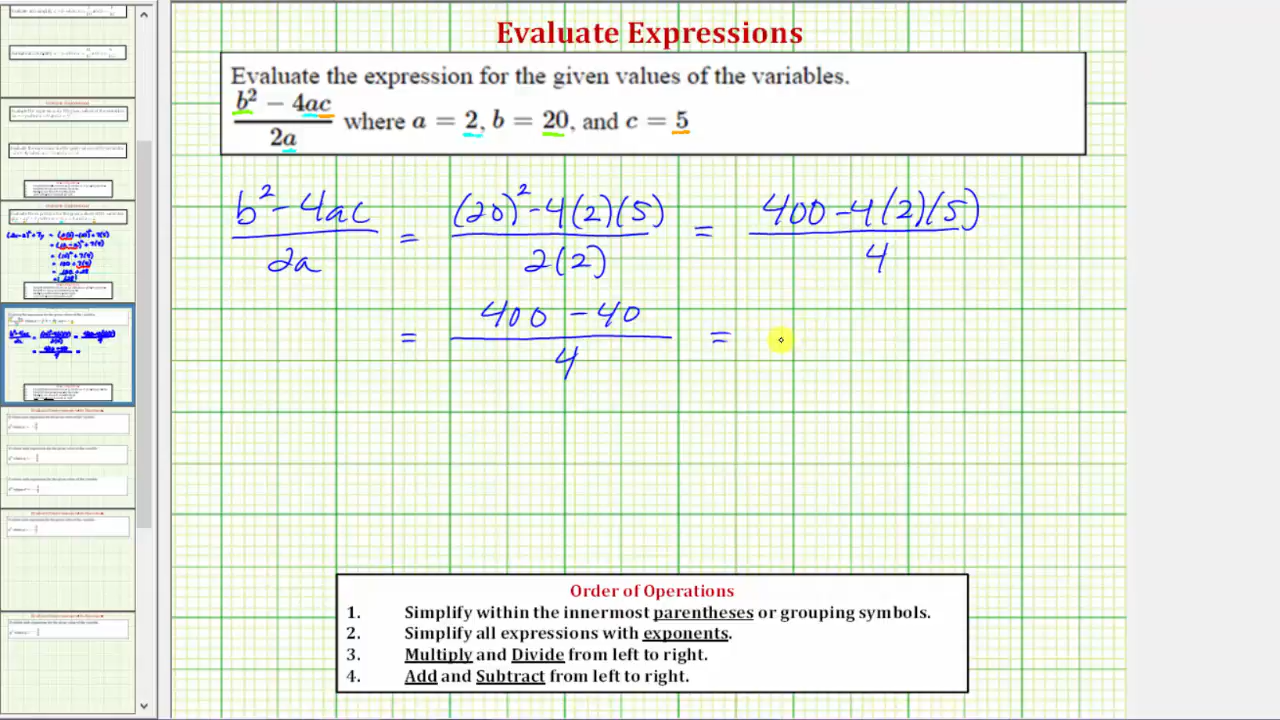 Evaluate Expressions
Evaluate the expression for the given values of the variables.
b² − 4ac
2a
where a = 2, b = 20, and c = 5
b² - 4ac / 2a = (20)² - 4(2)(5) / 2(2) = 400 - 4(2)(5) / 4
= 400 - 40 / 4 =
Order of Operations
1. Simplify within the innermost parentheses or grouping symbols.
2. Simplify all expressions with exponents.
3. Multiply and Divide from left to right.
4. Add and Subtract from left to right.